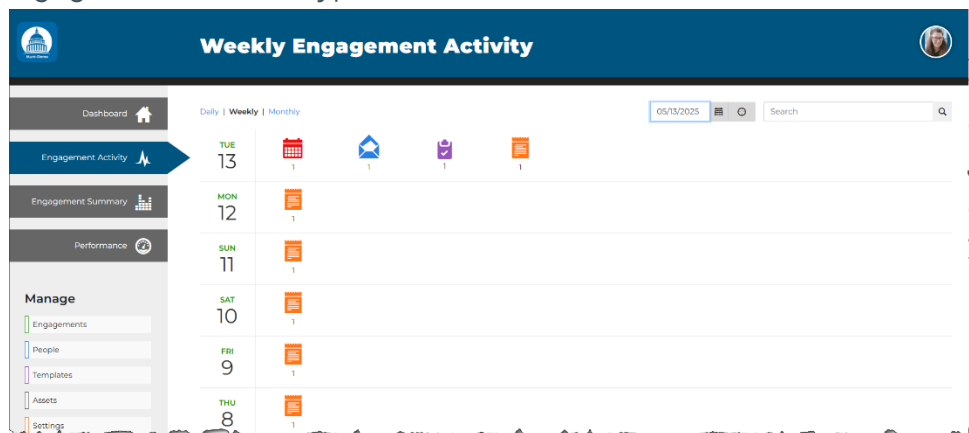 Weekly Engagement Activity
Dashboard
Daily | Weekly | Monthly
05/13/2025
Search
Engagement Activity
TUE
13
1
1
1
1
Engagement Summary
MON
12
1
Performance
SUN
11
1
Manage
SAT
10
1
Engagements
People
FRI
9
1
Templates
Assets
THU
8
1
Settings